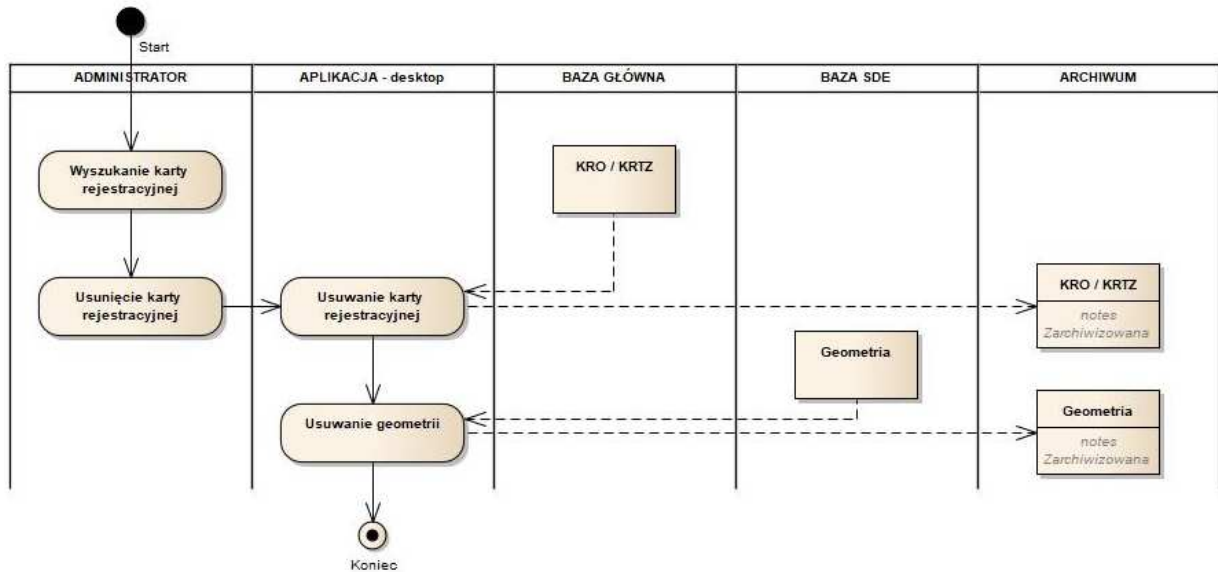 Start
ADMINISTRATOR
APLIKACJA - desktop
BAZA GŁÓWNA
BAZA SDE
ARCHIWUM
Wyszukanie karty
rejestracyjnej
KRO / KRTZ
Usunięcie karty
rejestracyjnej
Usuwanie karty
rejestracyjnej
KRO / KRTZ
notes
Zarchiwizowana
Geometria
Usuwanie geometrii
Geometria
notes
Zarchiwizowana
Koniec